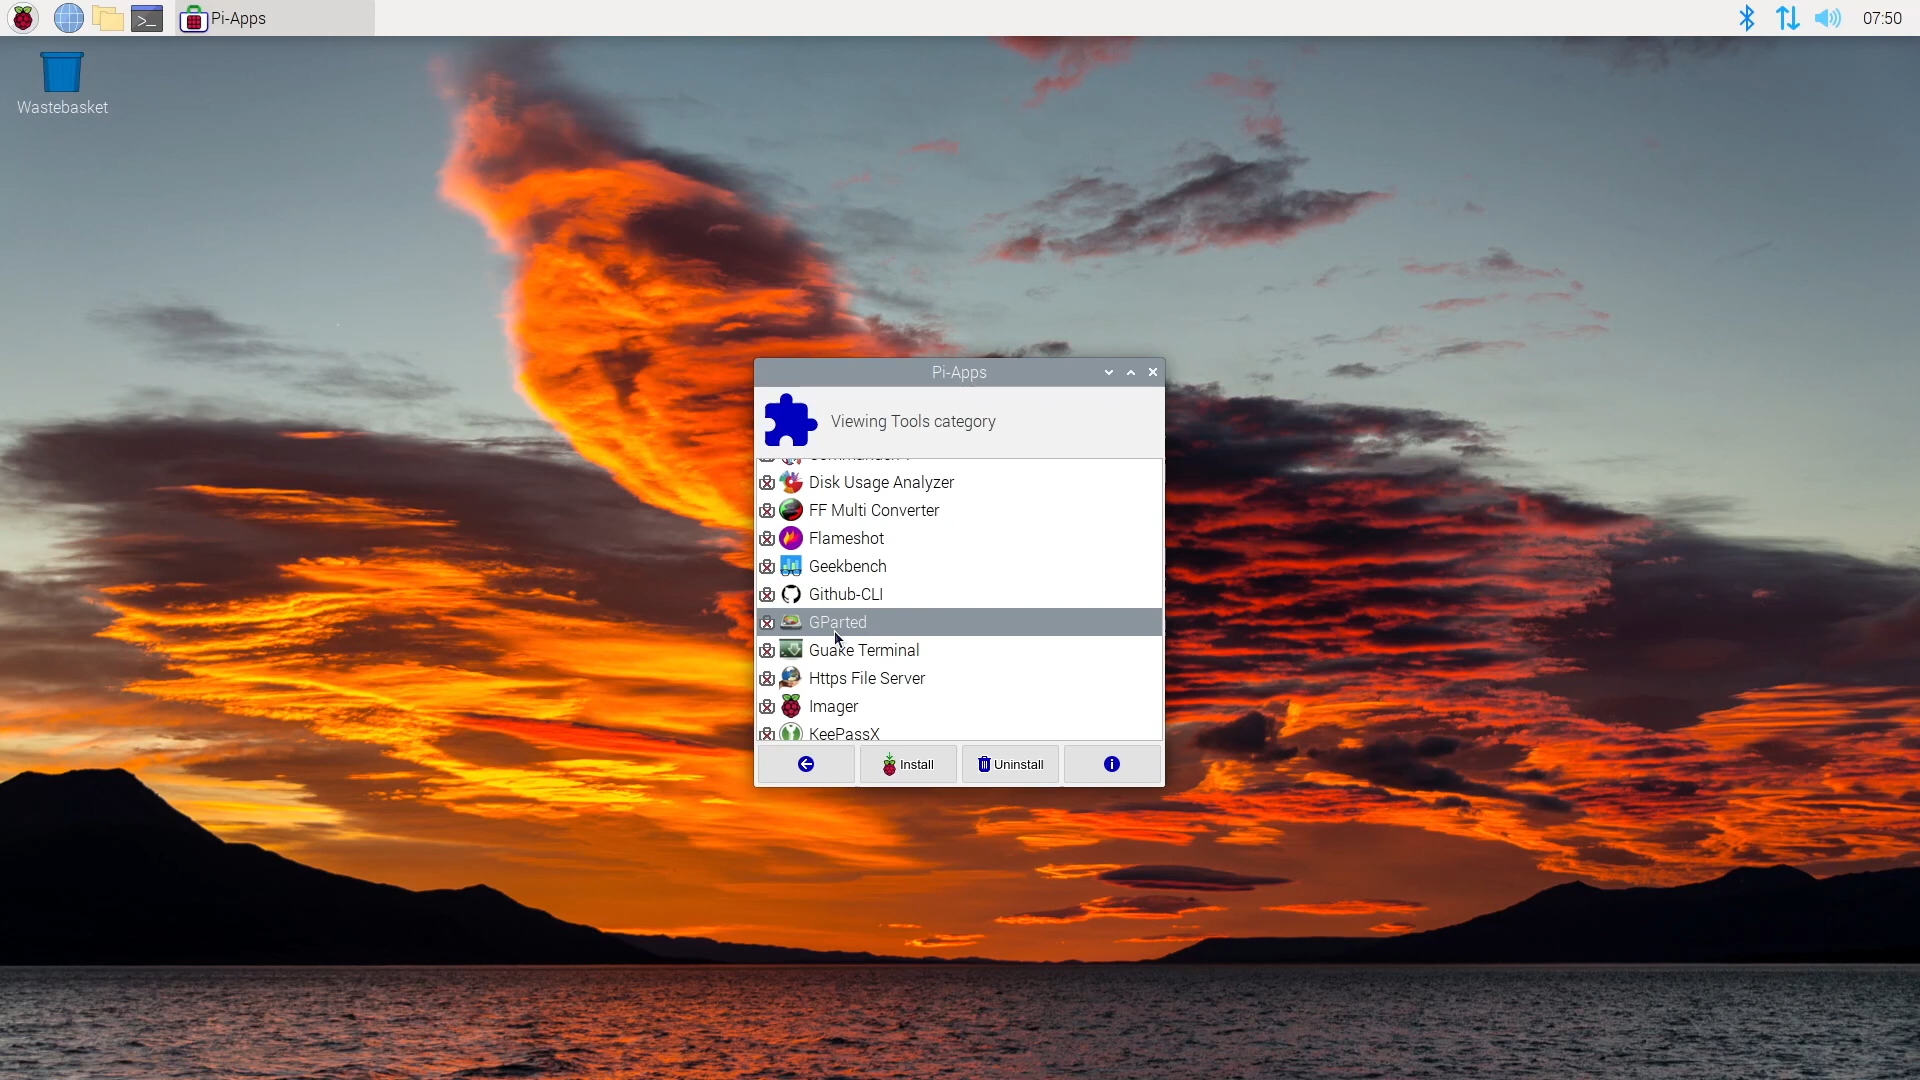 Pi-Apps
07:50
Wastebasket
Pi-Apps
Viewing Tools category
Disk Usage Analyzer
FF Multi Converter
Flameshot
Geekbench
Github-CLI
GParted
Guake Terminal
Https File Server
Imager
KeePassX
Install
Uninstall